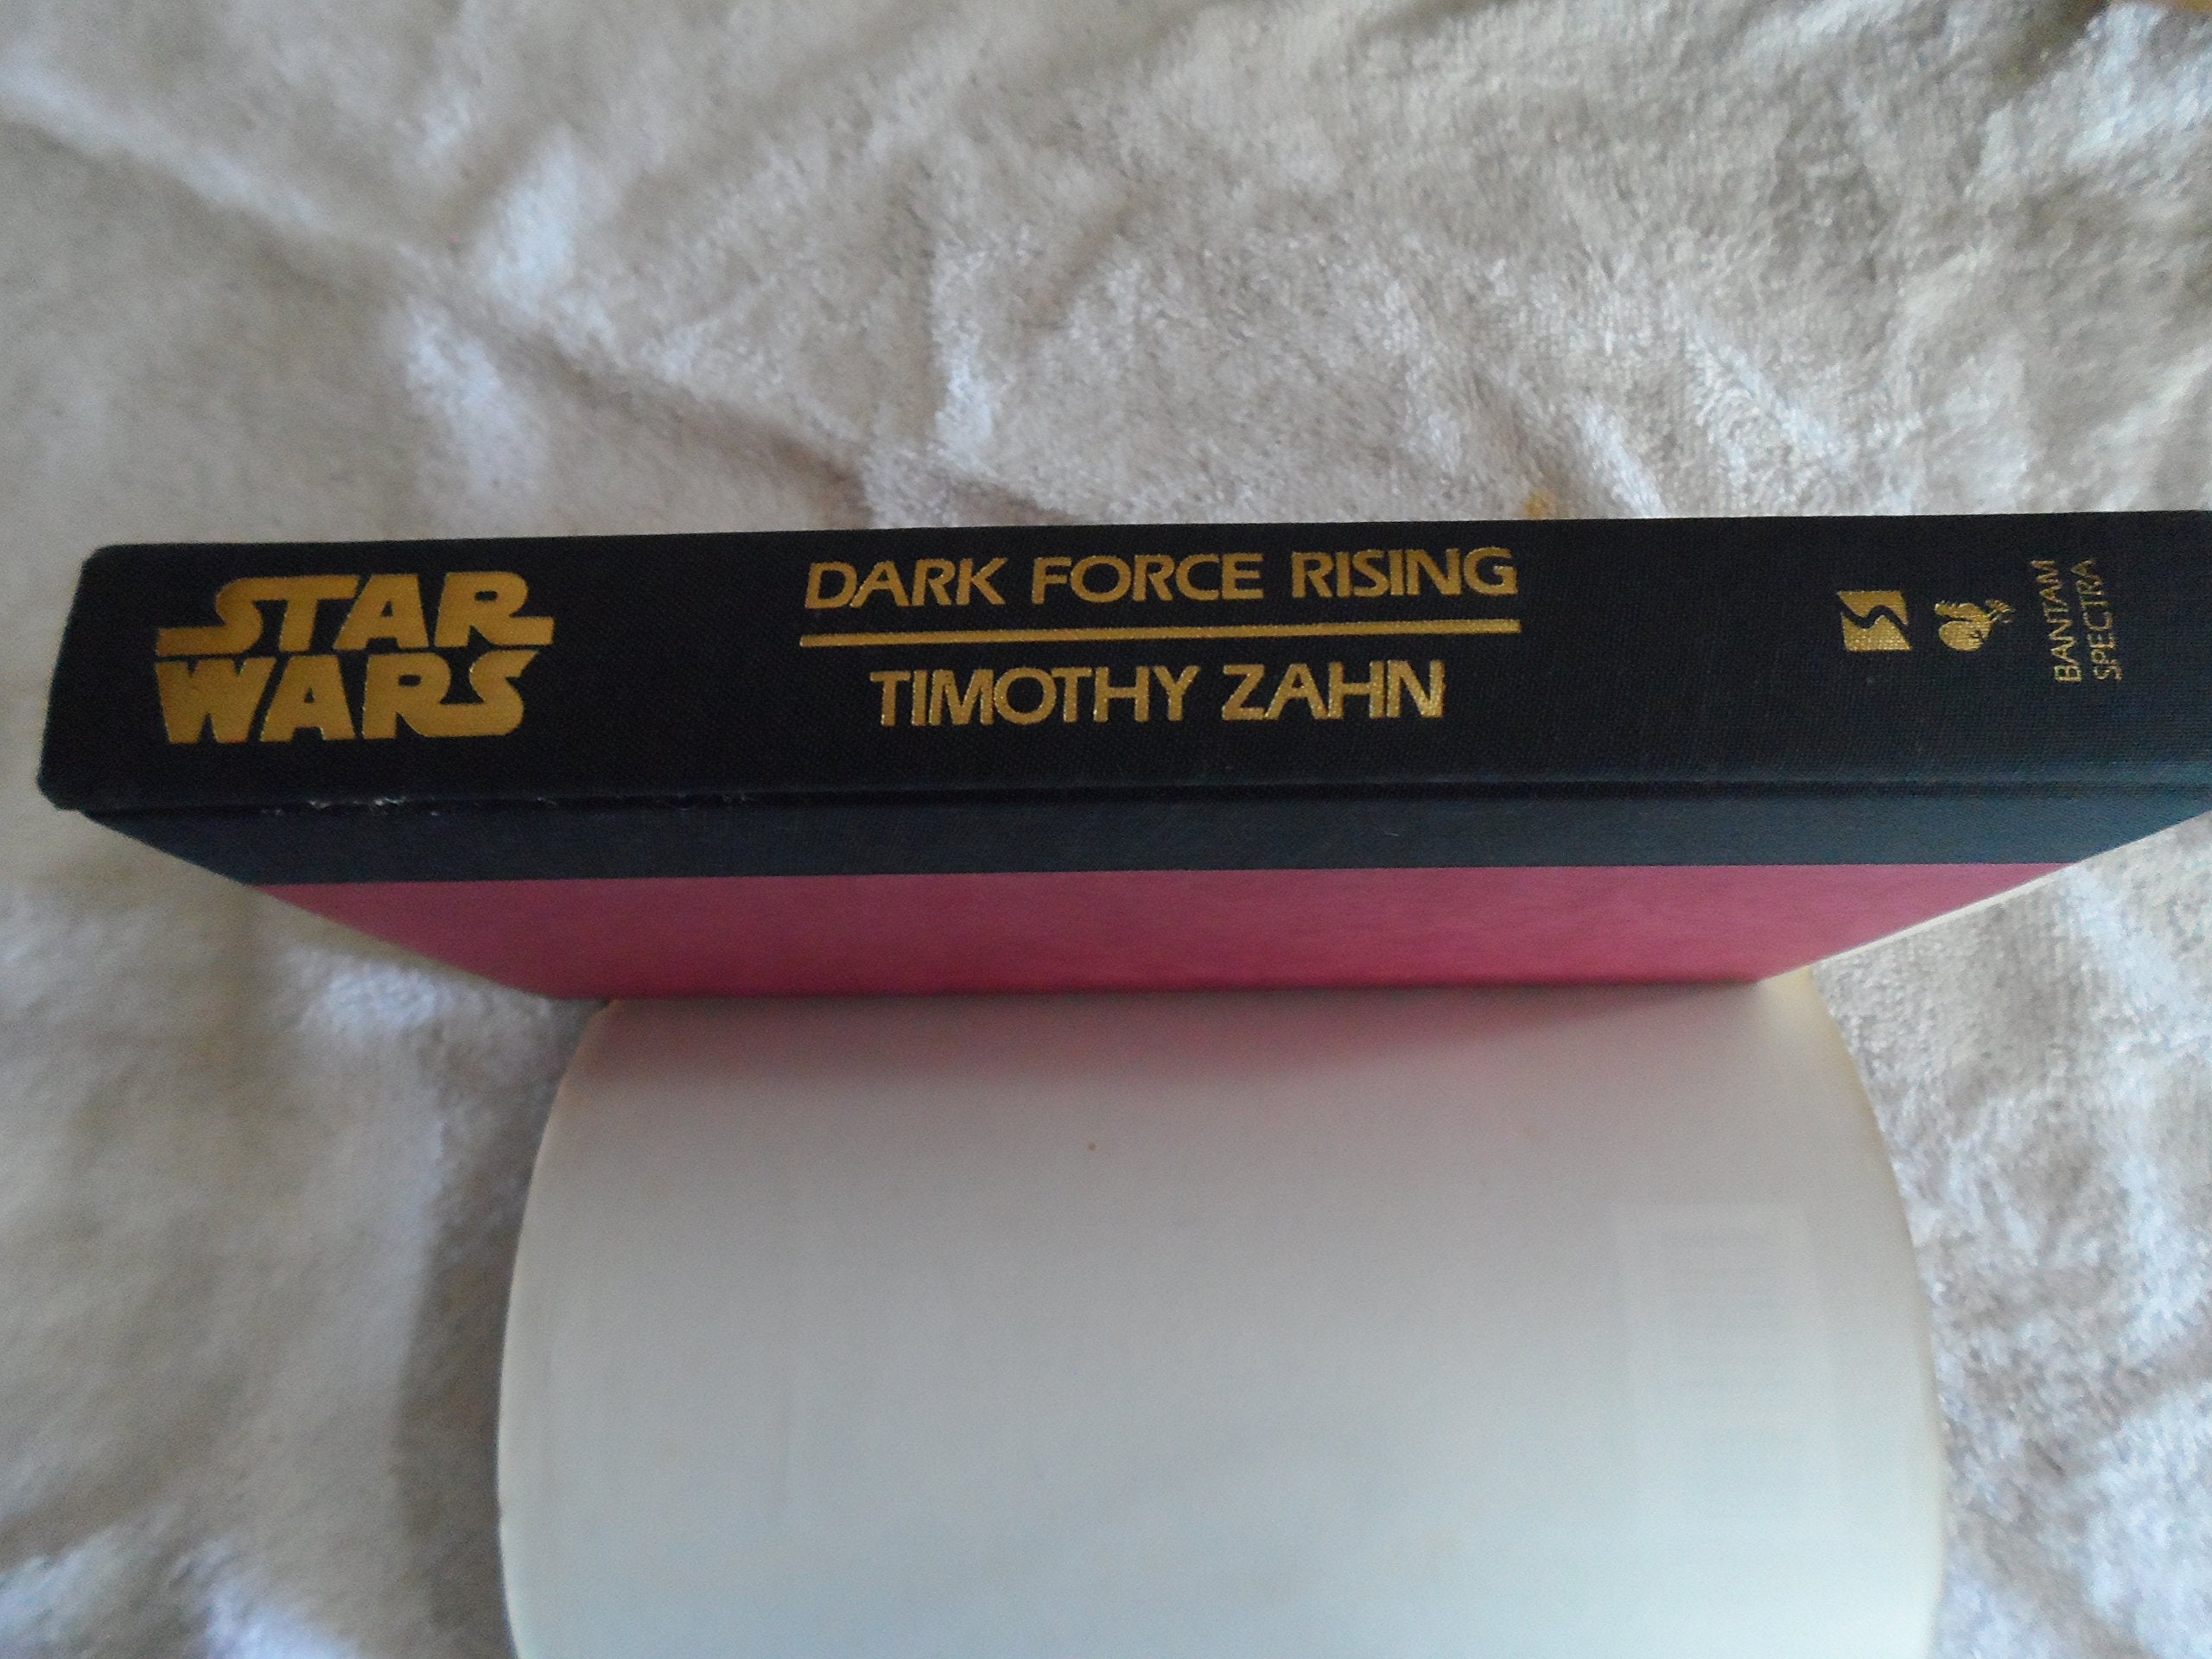 STAR
WARS
DARK FORCE RISING
TIMOTHY ZAHN
BANTAM
SPECTRA